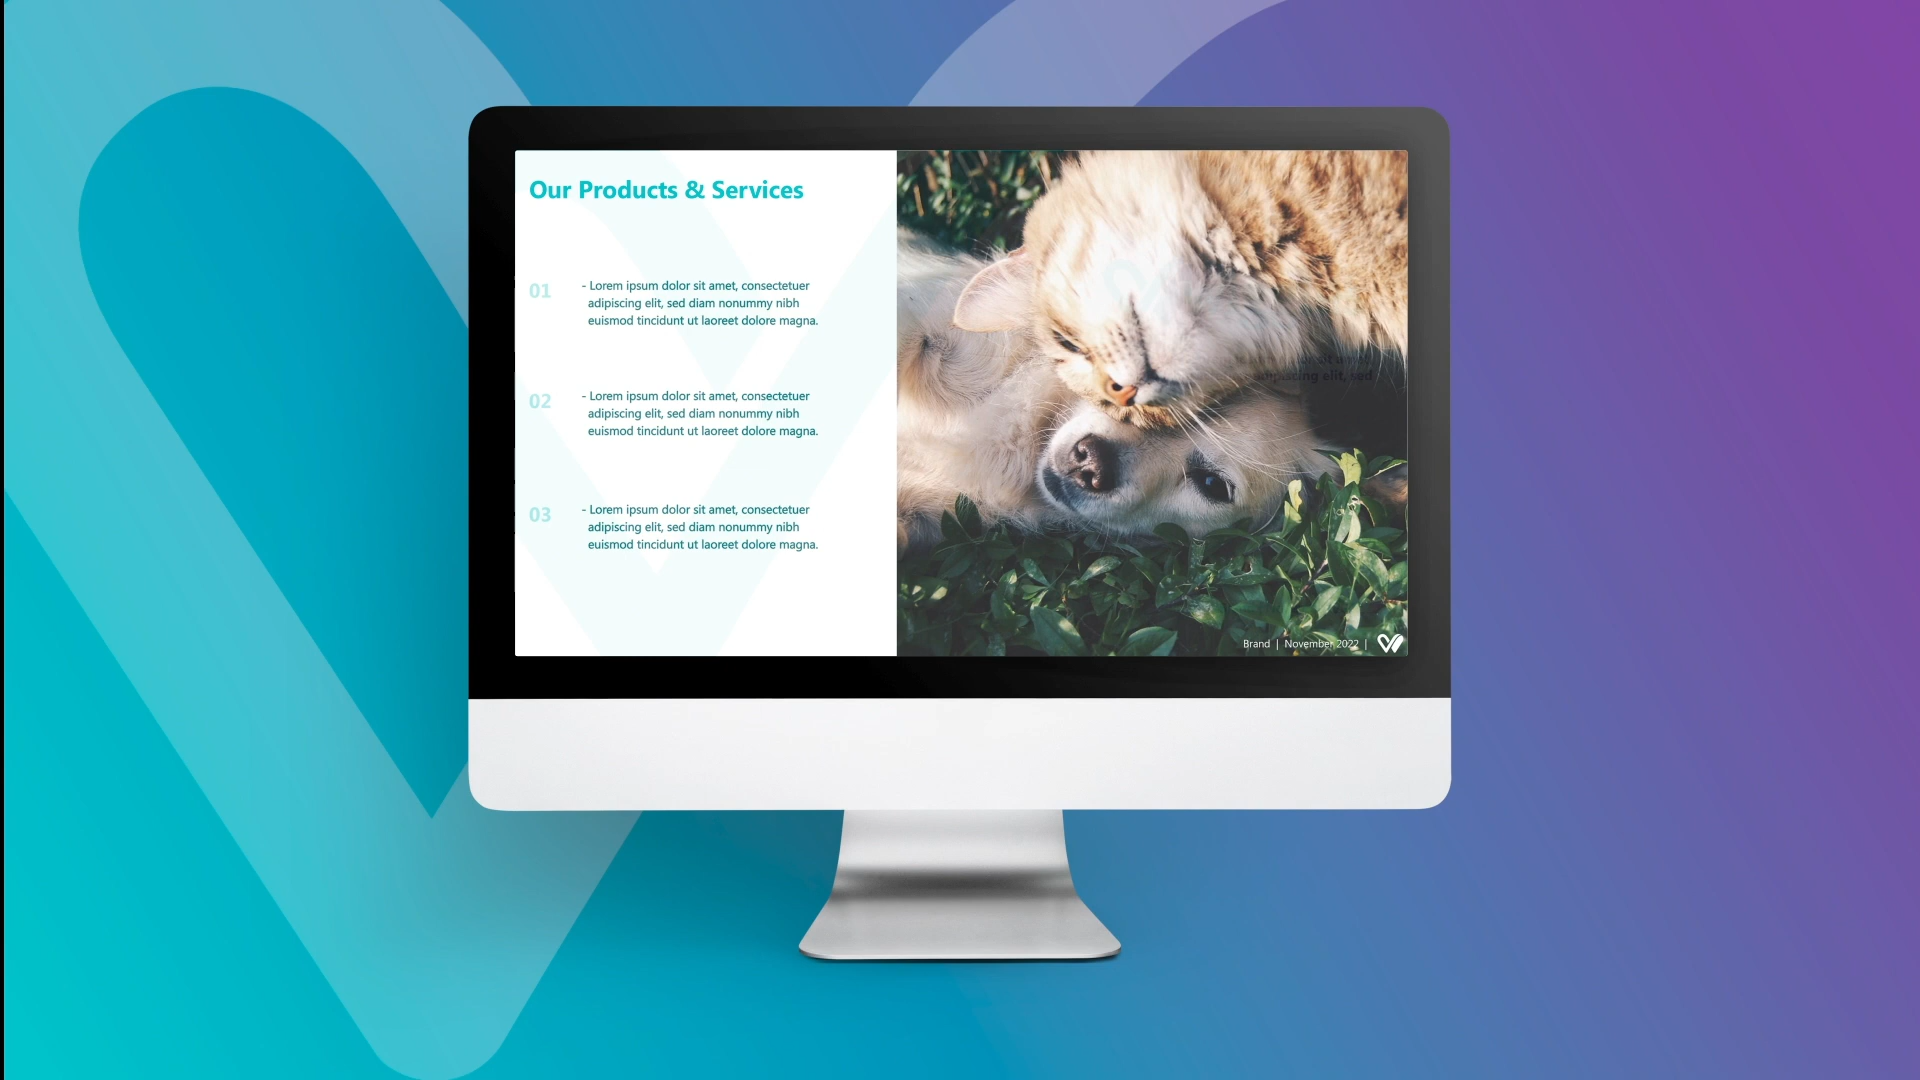 Our Products & Services
01
- Lorem ipsum dolor sit amet, consectetuer
adipiscing elit, sed diam nonummy nibh
euismod tincidunt ut laoreet dolore magna.
02
- Lorem ipsum dolor sit amet, consectetuer
adipiscing elit, sed diam nonummy nibh
euismod tincidunt ut laoreet dolore magna.
03
- Lorem ipsum dolor sit amet, consectetuer
adipiscing elit, sed diam nonummy nibh
euismod tincidunt ut laoreet dolore magna.
adipiscing elit, sed
Brand | November 2022 |